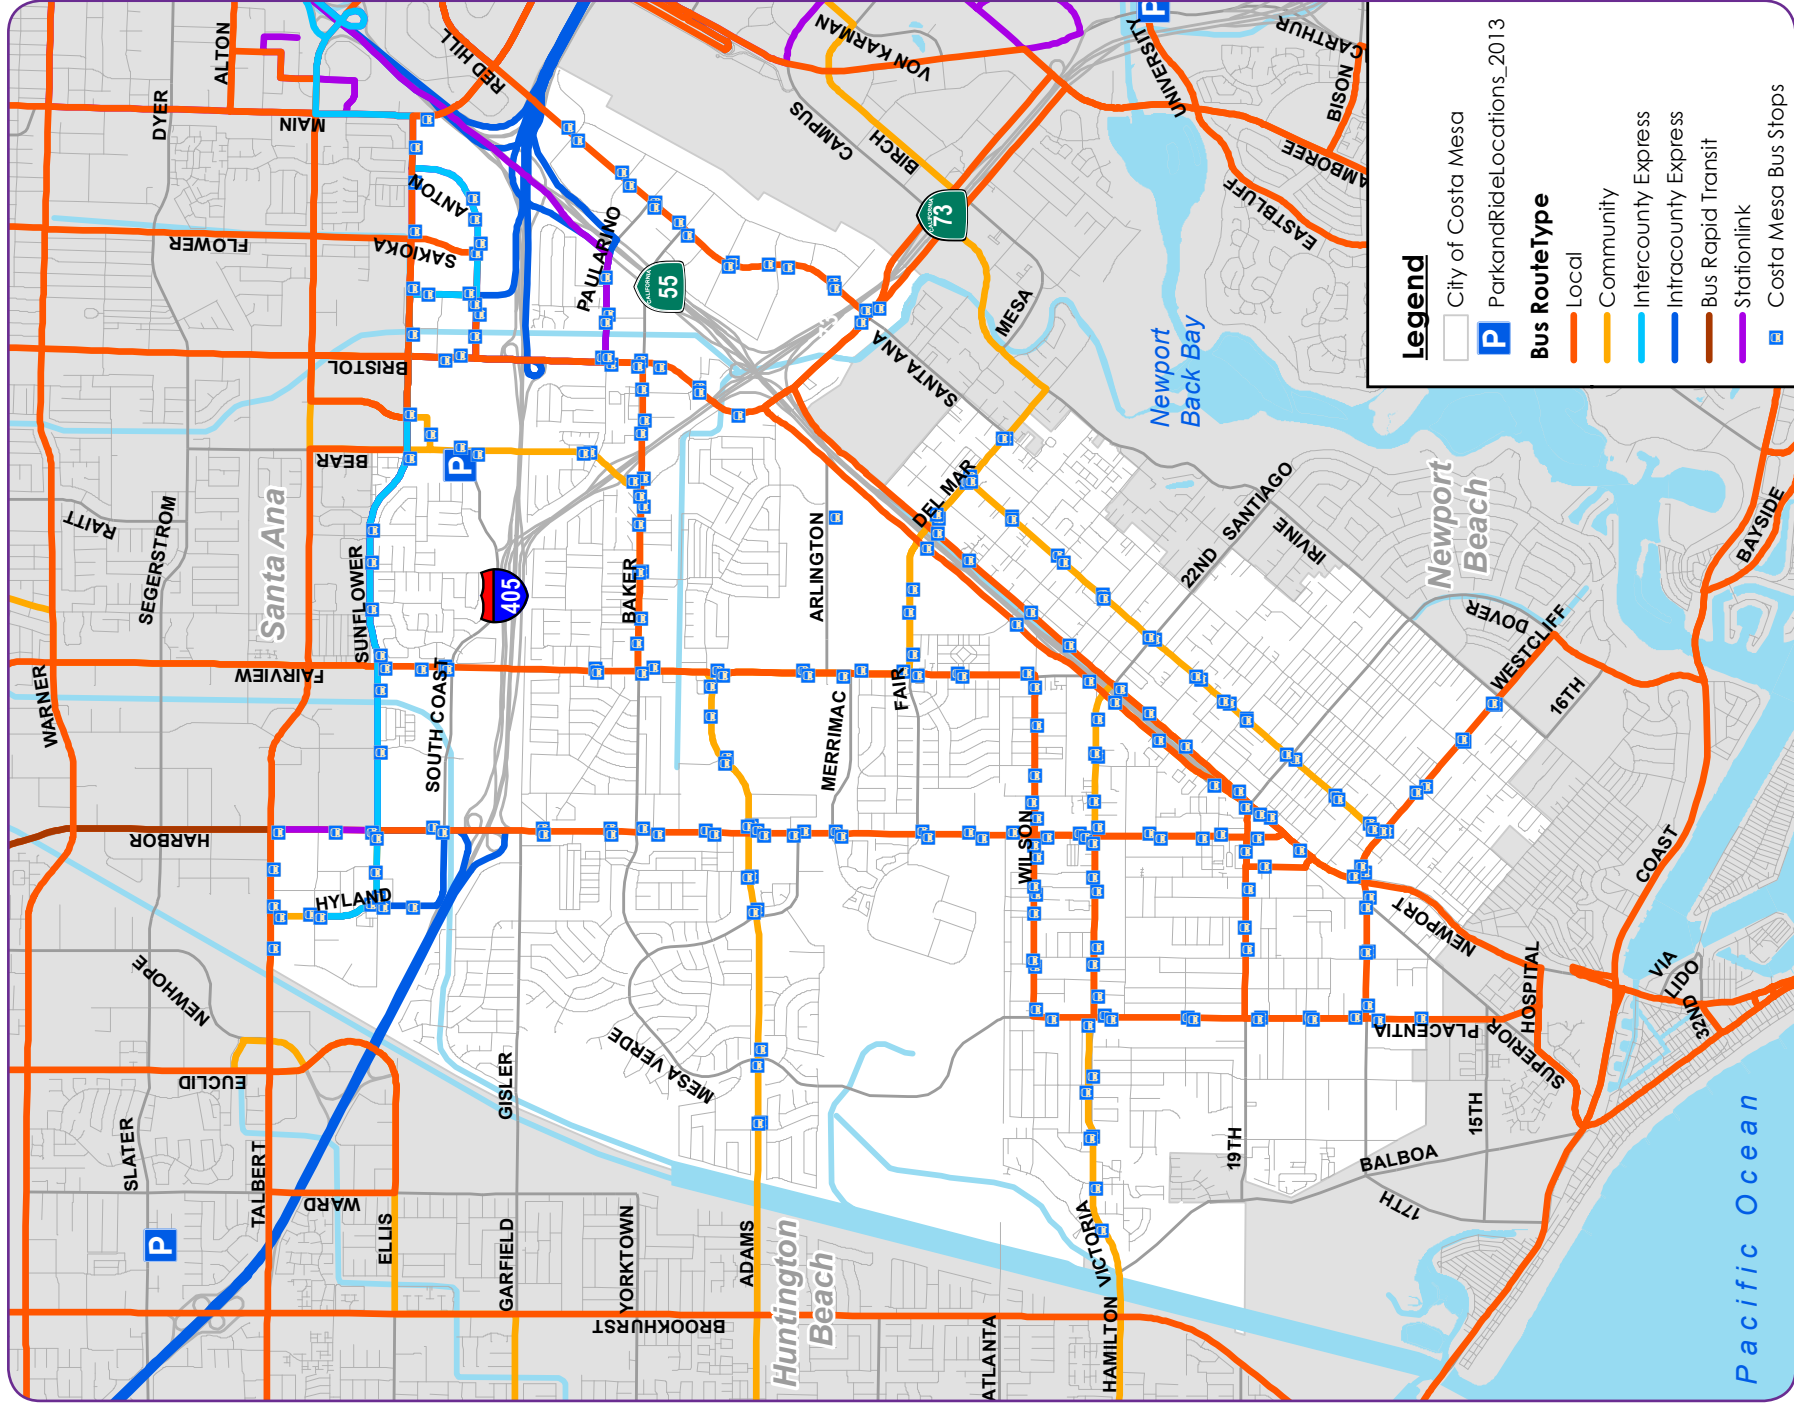 Legend
City of Costa Mesa
P
ParkandRideLocations_2013
Bus RouteType
Local
Community
Intercounty Express
Intracounty Express
Bus Rapid Transit
Stationlink
Costa Mesa Bus Stops
WARNER
RAITT
SEGERSTROM
Santa Ana
DYER
ALTON
MAIN
FLOWER
SAKIOKA
ANTON
RED HILL
BRISTOL
BEAR
SUNFLOWER
FAIRVIEW
SOUTH COAST
HARBOR
HYLAND
NEWHOPE
EUCLID
SLATER
TALBERT
WARD
ELLIS
GARFIELD
GISLER
YORKTOWN
BROOKHURST
ADAMS
Huntington
Beach
ATLANTA
HAMILTON
VICTORIA
MESA VERDE
BAKER
PAULARINO
ARLINGTON
MERRIMAC
FAIR
WILSON
DEL MAR
SANTA ANA
MESA
CAMPUS
BIRCH
VON KARMAN
UNIVERSITY
CARTHUR
BISON
AMBOREE
EASTBLUFF
Newport
Back Bay
22ND
SANTIAGO
IRVINE
Newport
Beach
DOVER
WESTCLIFF
16TH
BAYSIDE
COAST
NEWPORT
HOSPITAL
SUPERIOR
PLACENTIA
VIA
LIDO
32ND
15TH
17TH
19TH
BALBOA
Pacific Ocean
405
CALIFORNIA
55
CALIFORNIA
73
P
P
P